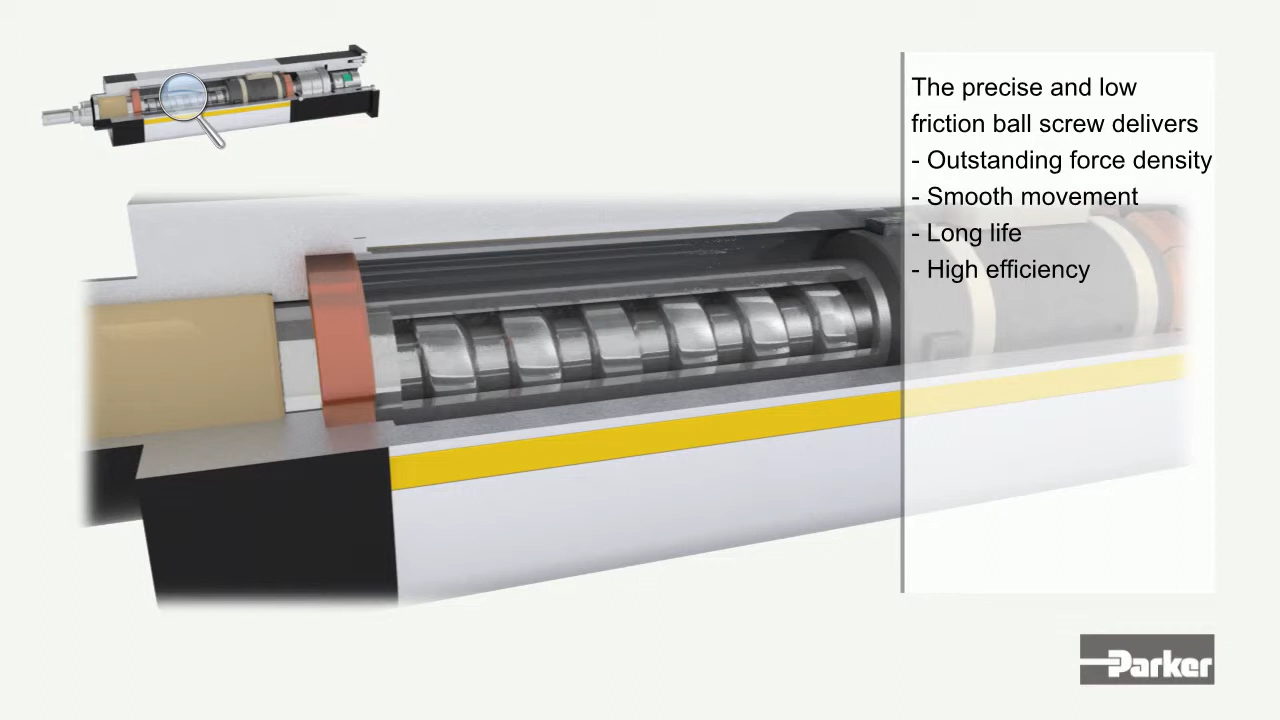 The precise and low
friction ball screw delivers
- Outstanding force density
- Smooth movement
- Long life
- High efficiency
Parker